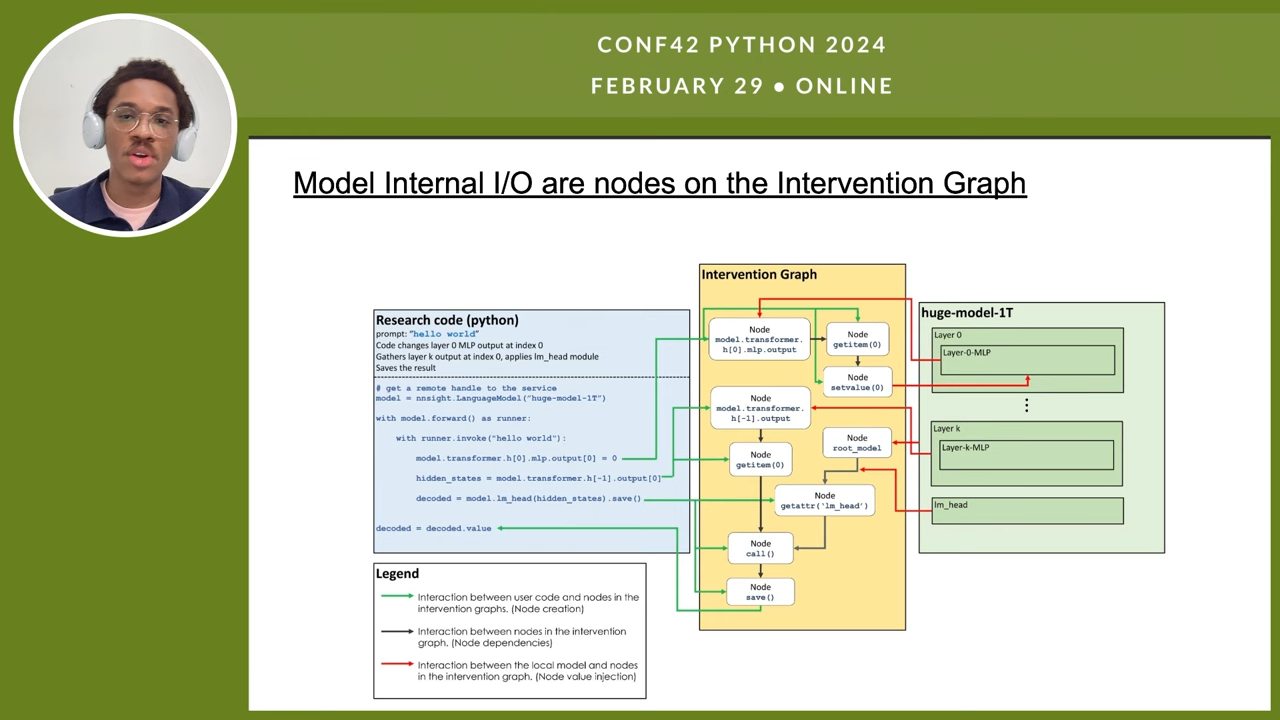 CONF42 PYTHON 2024
FEBRUARY 29 ● ONLINE
Model Internal I/O are nodes on the Intervention Graph
Research code (python)
prompt: "hello world"
Code changes layer 0 MLP output at index 0
Gathers layer k output at index 0, applies lm_head module
Saves the result
# get a remote handle to the service
model = nnsight.LanguageModel("huge-model-1T")
with model.forward() as runner:
with runner.invoke("hello world"):
model.transformer.h[0].mlp.output[0] = 0
hidden_states = model.transformer.h[-1].output[0]
decoded = model.lm_head(hidden_states).save()
decoded = decoded.value
Legend
Interaction between user code and nodes in the
intervention graphs. (Node creation)
Interaction between nodes in the intervention
graph. (Node dependencies)
Interaction between the local model and nodes
in the intervention graph. (Node value injection)
Intervention Graph
Node
model.transformer.
h[0].mlp.output
Node
getitem(0)
Node
setvalue(0)
Node
model.transformer.
h[-1].output
Node
root_model
Node
getitem(0)
Node
getattr('lm_head')
Node
call()
Node
save()
huge-model-1T
Layer 0
Layer-0-MLP
⋮
Layer k
Layer-k-MLP
lm_head